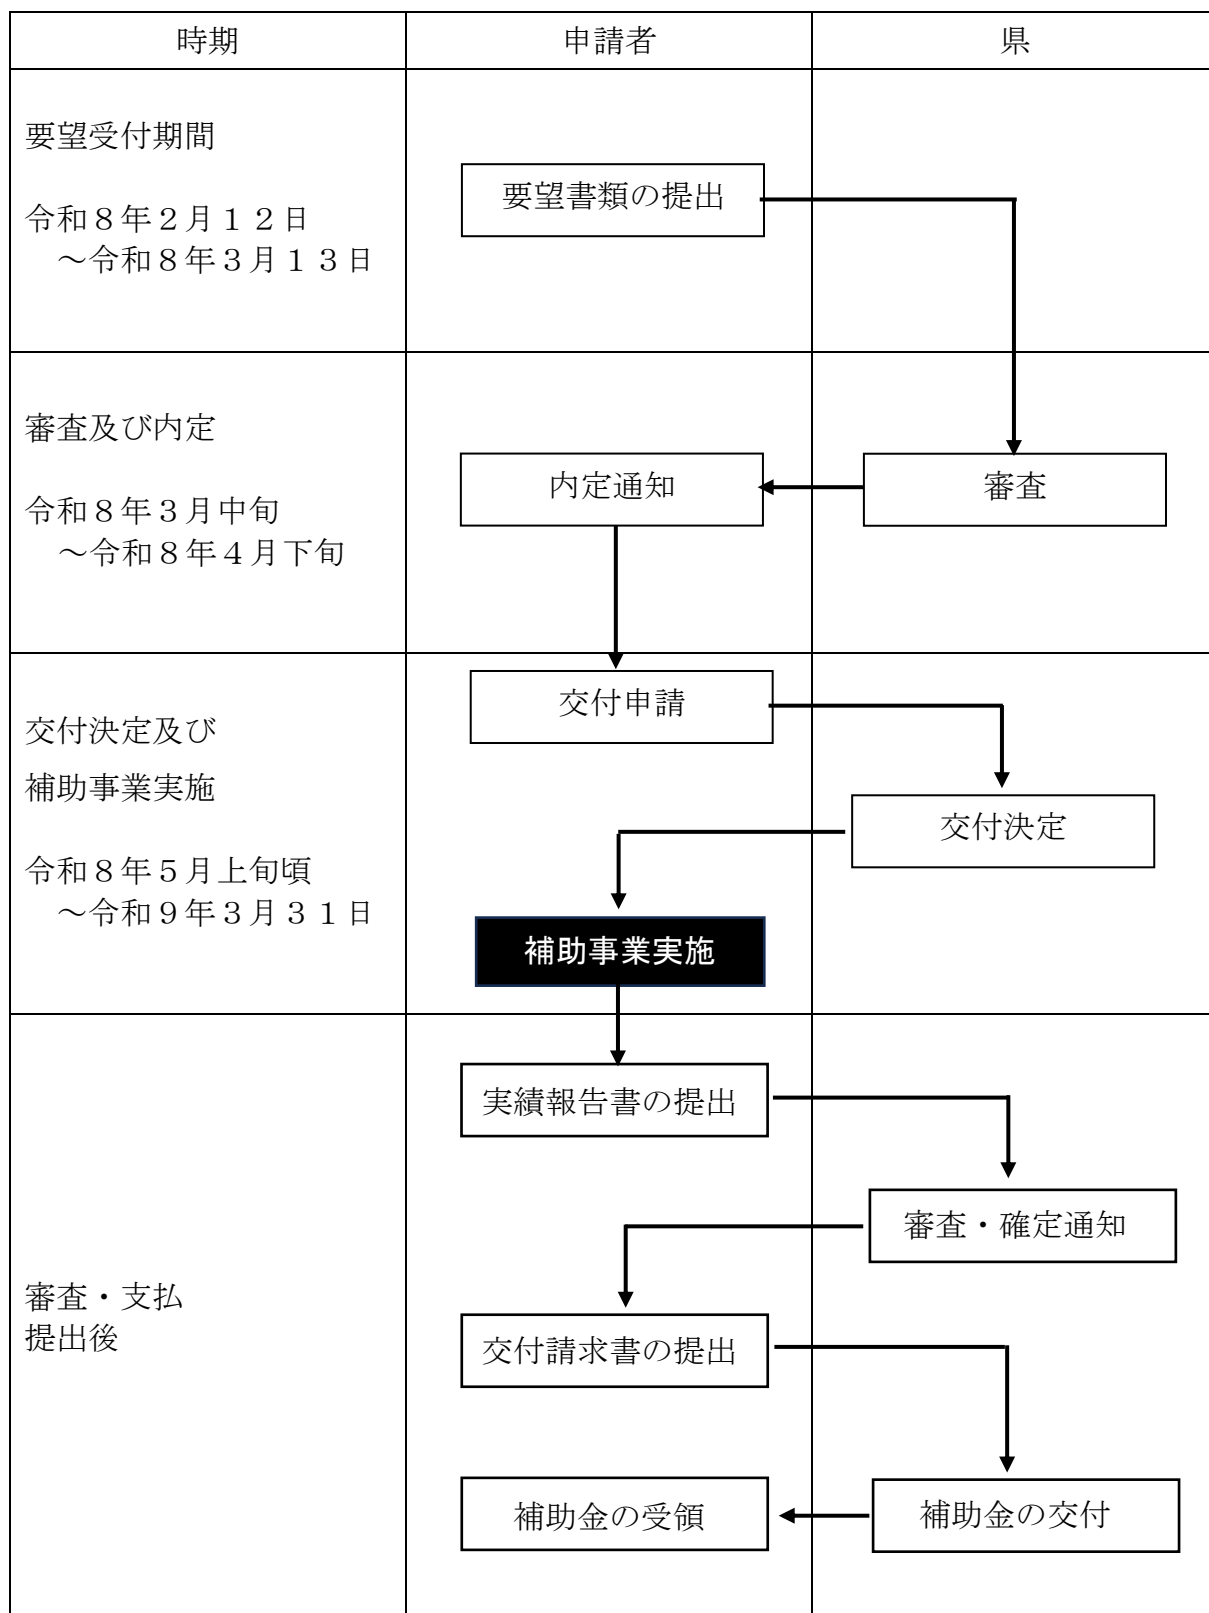 時期
申請者
県
要望受付期間
令和８年２月１２日
～令和８年３月１３日
要望書類の提出
審査及び内定
令和８年３月中旬
～令和８年４月下旬
内定通知
審査
交付決定及び
補助事業実施
令和８年５月上旬頃
～令和９年３月３１日
交付申請
交付決定
補助事業実施
審査・支払
提出後
実績報告書の提出
審査・確定通知
交付請求書の提出
補助金の受領
補助金の交付